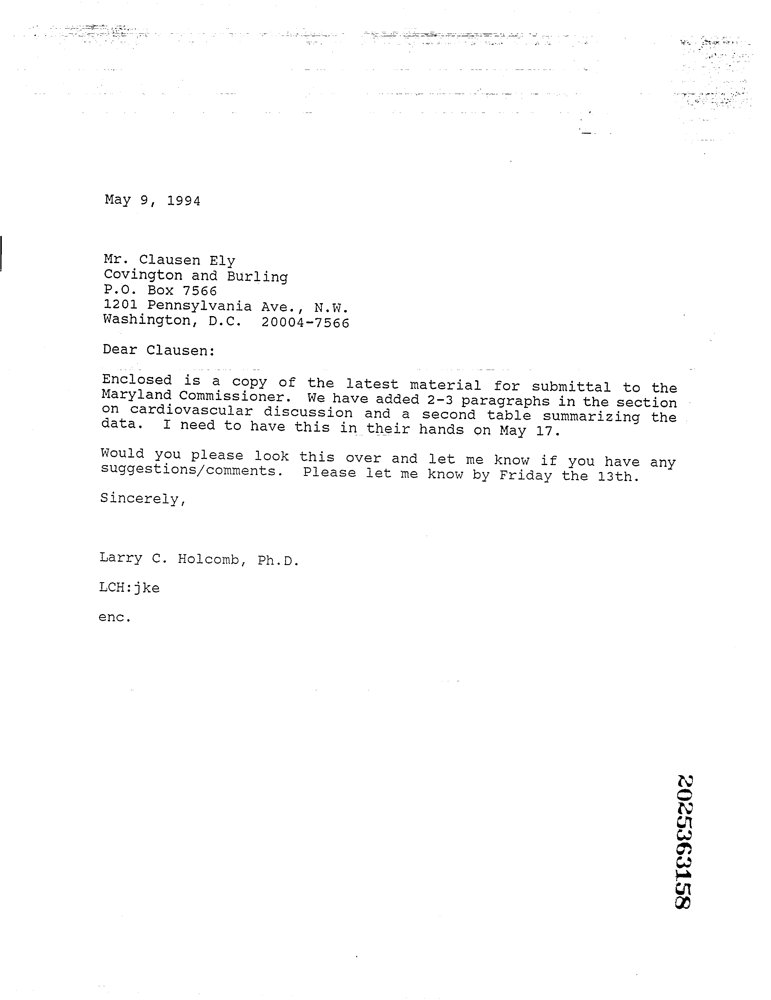 May 9, 1994
Mr. Clausen Ely
Covington and Burling
P.O. Box 7566
1201 Pennsylvania Ave., N.W.
Washington, D.C.  20004-7566
Dear Clausen:
Enclosed is a copy of the latest material for submittal to the
Maryland Commissioner.  We have added 2-3 paragraphs in the section
on cardiovascular discussion and a second table summarizing the
data.  I need to have this in their hands on May 17.
Would you please look this over and let me know if you have any
suggestions/comments.  Please let me know by Friday the 13th.
Sincerely,
Larry C. Holcomb, Ph.D.
LCH:jke
enc.
2025363158